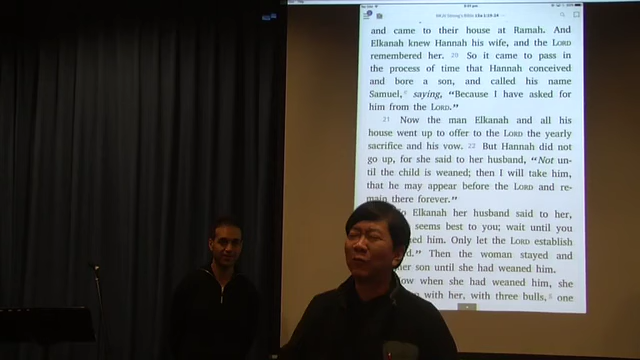 and came to their house at Ramah. And
Elkanah knew Hannah his wife, and the LORD
remembered her. 20 So it came to pass in
the process of time that Hannah conceived
and bore a son, and called his name
Samuel, saying, "Because I have asked for
him from the LORD."
21 Now the man Elkanah and all his
house went up to offer to the LORD the yearly
sacrifice and his vow. 22 But Hannah did not
go up, for she said to her husband, "Not un-
til the child is weaned; then I will take him,
that he may appear before the LORD and re-
main there forever."
Elkanah her husband said to her,
seems best to you; wait until you
him. Only let the LORD establish
Then the woman stayed and
her son until she had weaned him.
when she had weaned him, she
with her, with three bulls, one